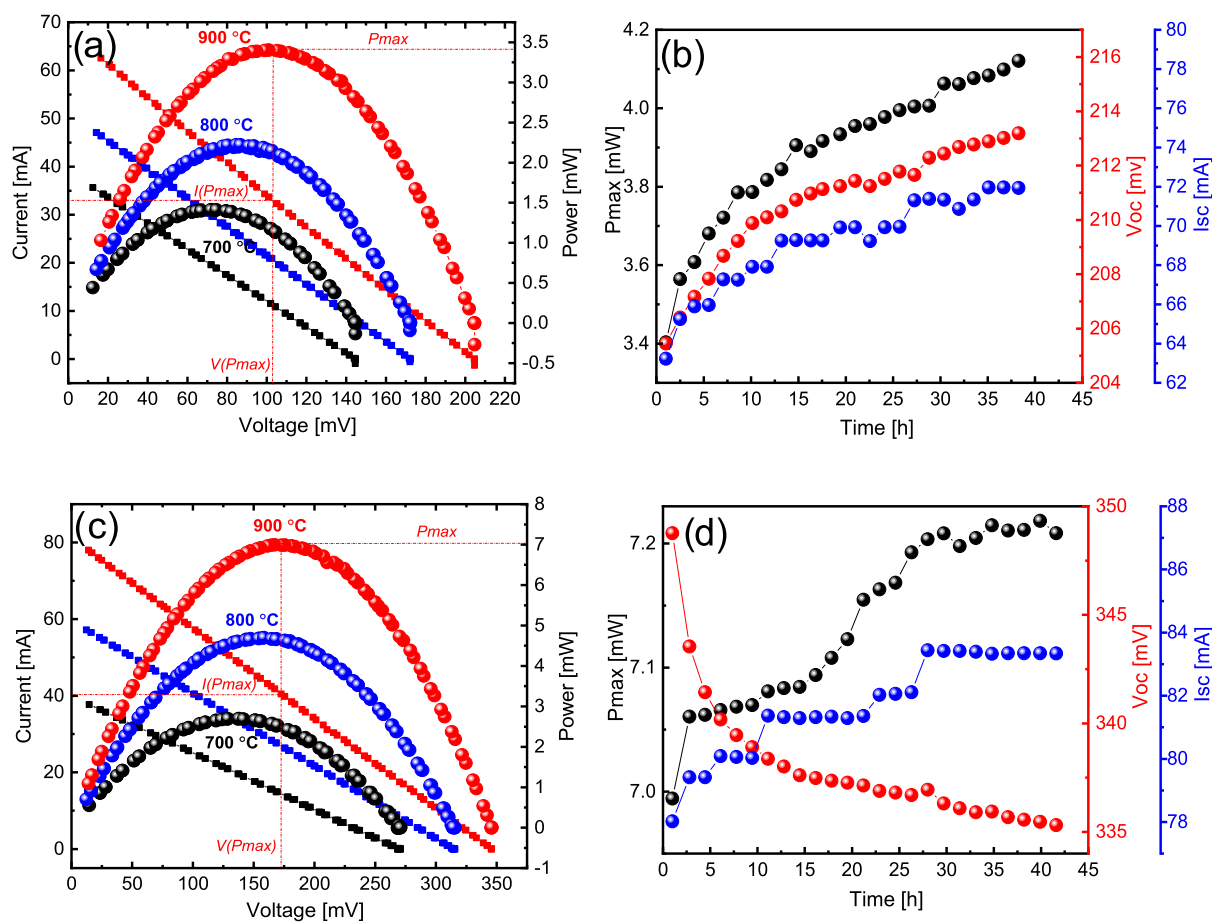 (a)
900 °C
Pmax
800 °C
I(Pmax)
700 °C
V(Pmax)
Current [mA]
70
60
50
40
30
20
10
0
Power [mW]
3.5
3.0
2.5
2.0
1.5
1.0
0.5
0.0
-0.5
0 20 40 60 80 100 120 140 160 180 200 220
Voltage [mV]
(b)
Pmax [mW]
4.2
4.0
3.8
3.6
3.4
Voc [mv]
216
214
212
210
208
206
204
Isc [mA]
80
78
76
74
72
70
68
66
64
62
0 5 10 15 20 25 30 35 40 45
Time [h]
(c)
900 °C
Pmax
800 °C
I(Pmax)
700 °C
V(Pmax)
Current [mA]
80
60
40
20
0
Power [mW]
8
7
6
5
4
3
2
1
0
-1
0 50 100 150 200 250 300 350
Voltage [mV]
(d)
Pmax [mW]
7.2
7.1
7.0
Voc [mV]
350
345
340
335
Isc [mA]
88
86
84
82
80
78
0 5 10 15 20 25 30 35 40 45
Time [h]